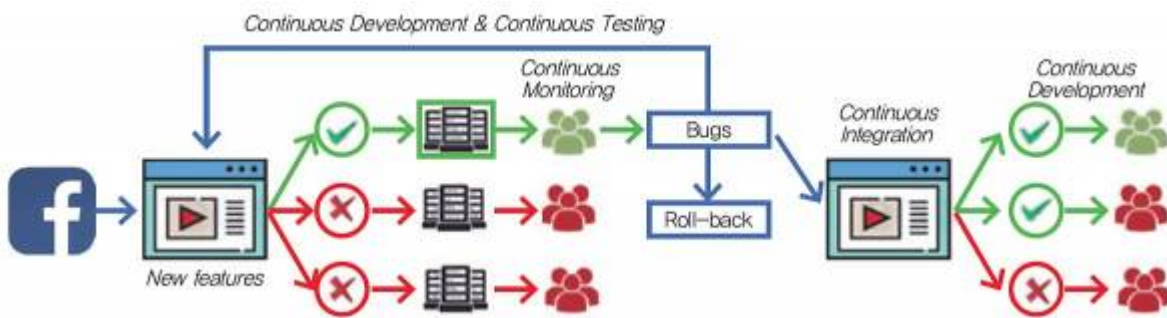 Continuous Development & Continuous Testing
Continuous
Monitoring
Continuous
Development
Continuous
Integration
Bugs
Roll-back
New features